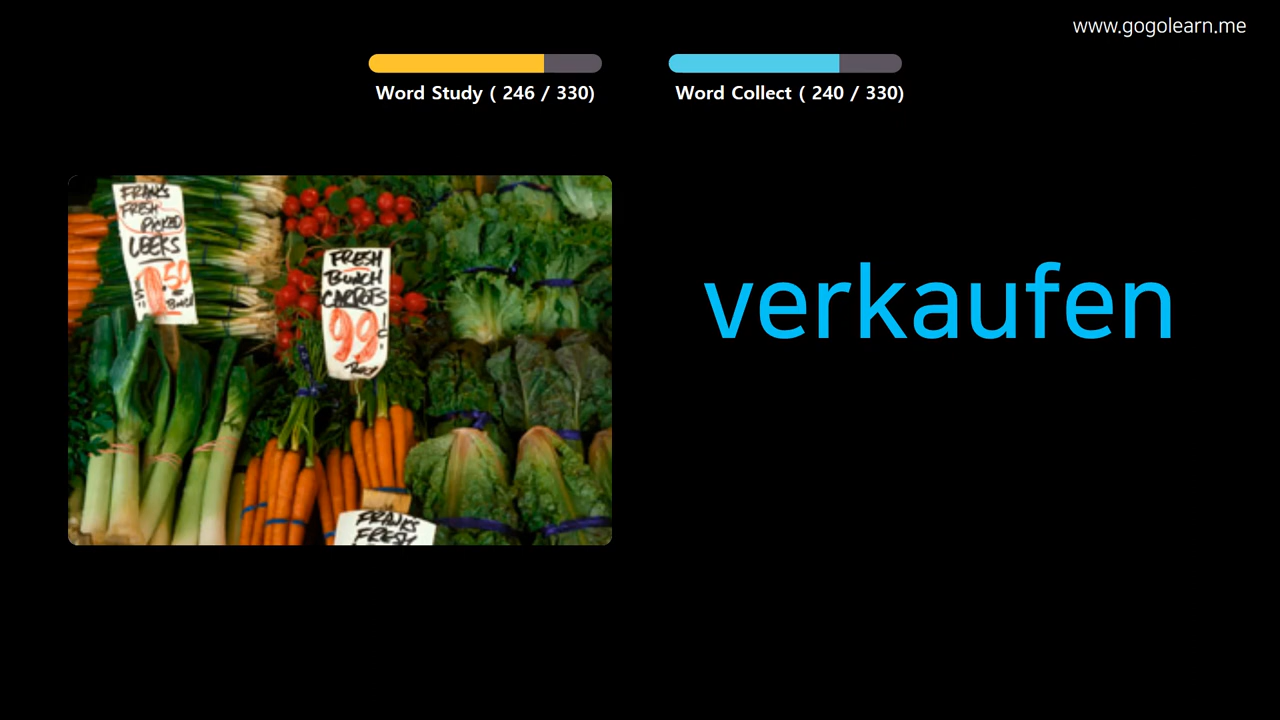 www.gogolearn.me
Word Study ( 246 / 330)
Word Collect ( 240 / 330)
FRANK'S
FRESH
PICKED
LEEKS
FRESH
BUNCH
CARROTS
99¢
verkaufen
FRANK'S
FRESH